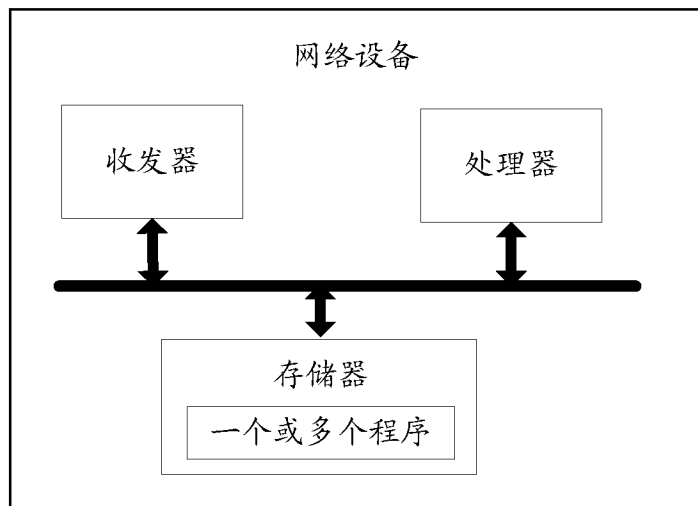 网络设备
收发器
处理器
存储器
一个或多个程序